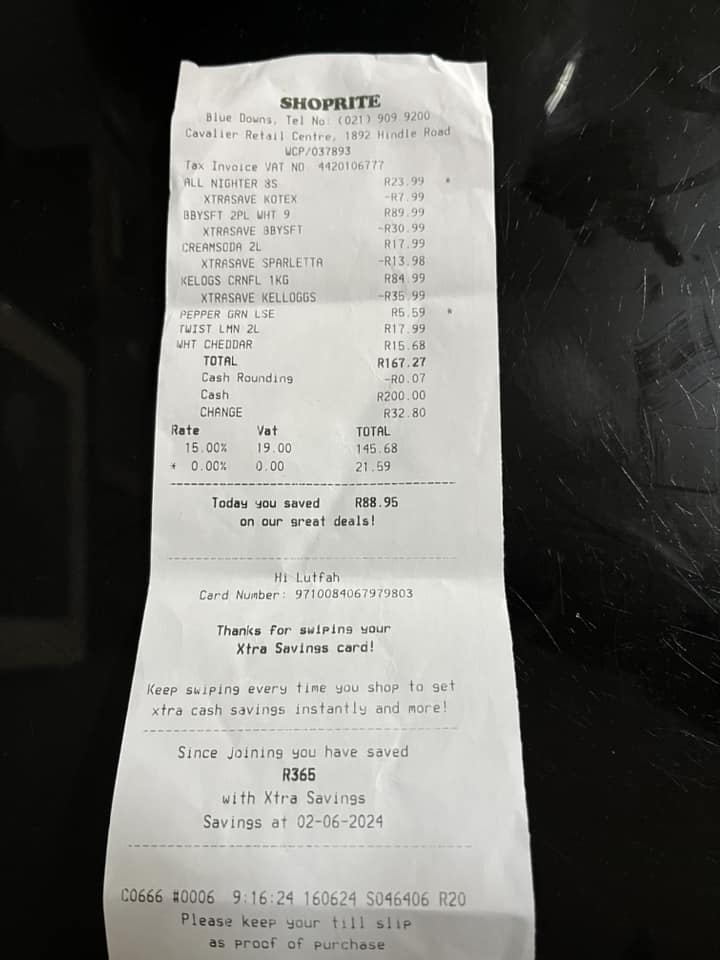 SHOPRITE
Blue Downs, Tel No: (021) 909 9200
Cavalier Retail Centre, 1892 Hindle Road
WCP/037893
Tax Invoice VAT NO 4420106777
ALL NIGHTER 8S R23.99 *
XTRASAVE KOTEX -R7.99
BBYSFT 2PL WHT 9 R89.99
XTRASAVE BBYSFT -R30.99
CREAMSODA 2L R17.99
XTRASAVE SPARLETTA -R13.98
KELOGS CRNFL 1KG R84.99
XTRASAVE KELLOGGS -R35.99
PEPPER GRN LSE R5.59 *
TWIST LMN 2L R17.99
WHT CHEDDAR R15.68
TOTAL R167.27
Cash Rounding -R0.07
Cash R200.00
CHANGE R32.80
Rate Vat TOTAL
15.00% 19.00 145.68
* 0.00% 0.00 21.59
Today you saved R88.95
on our great deals!
Hi Lutfah
Card Number: 9710084067979803
Thanks for swiping your
Xtra Savings card!
Keep swiping every time you shop to get
xtra cash savings instantly and more!
Since joining you have saved
R365
with Xtra Savings
Savings at 02-06-2024
C0666 #0006 9:16:24 160624 S046406 R20
Please keep your till slip
as proof of purchase